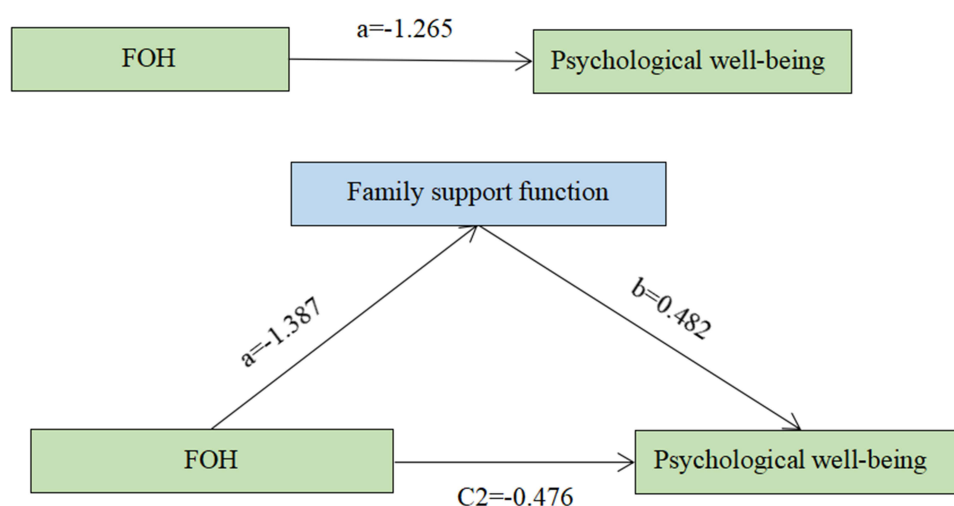 a=-1.265
FOH
Psychological well-being
Family support function
a=-1.387
b=0.482
FOH
Psychological well-being
C2=-0.476